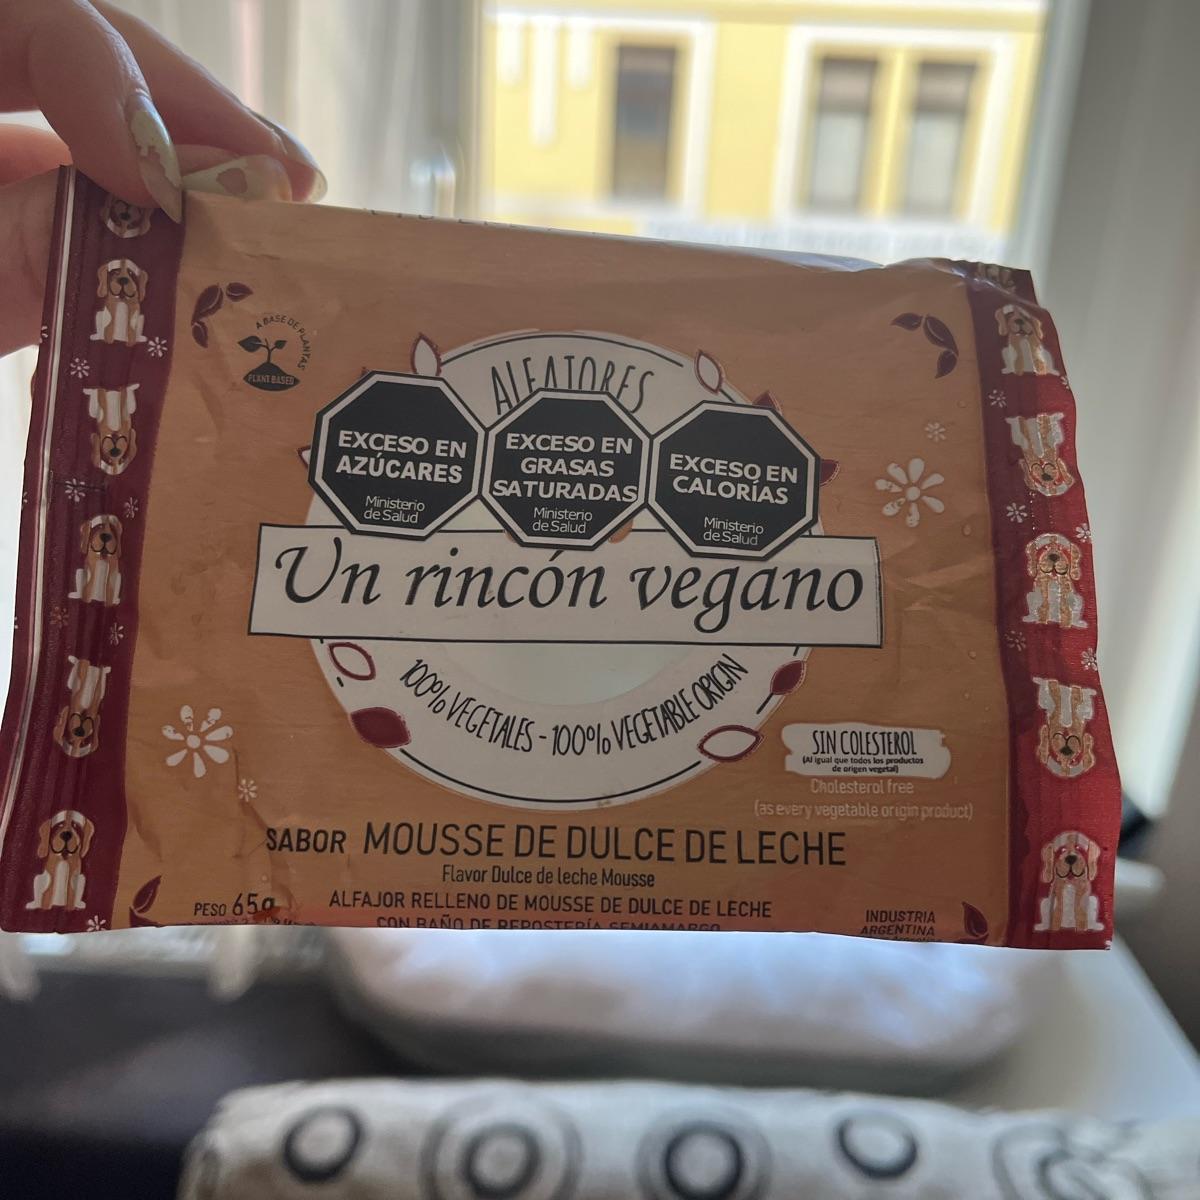 A BASE DE PLANTAS
PLANT BASED
ALFAJORES
EXCESO EN
AZÚCARES
Ministerio
de Salud
EXCESO EN
GRASAS
SATURADAS
Ministerio
de Salud
EXCESO EN
CALORÍAS
Ministerio
de Salud
Un rincón vegano
100% VEGETALES - 100% VEGETABLE ORIGIN
SIN COLESTEROL
(Al igual que todos los productos
de origen vegetal)
Cholesterol free
(as every vegetable origin product)
SABOR MOUSSE DE DULCE DE LECHE
Flavor Dulce de leche Mousse
PESO 65g
ALFAJOR RELLENO DE MOUSSE DE DULCE DE LECHE
CON BAÑO DE REPOSTERÍA SEMIAMARGO
INDUSTRIA
ARGENTINA